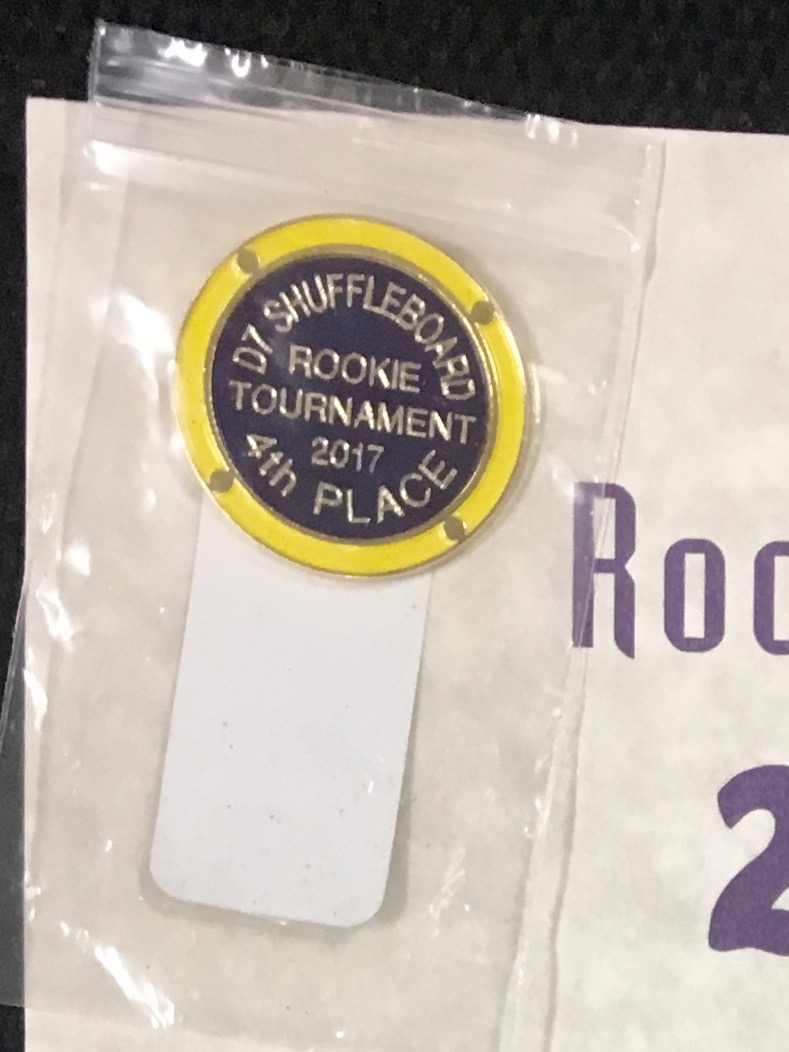 D7 SHUFFLEBOARD
ROOKIE
TOURNAMENT
2017
4th PLACE
Roo
2